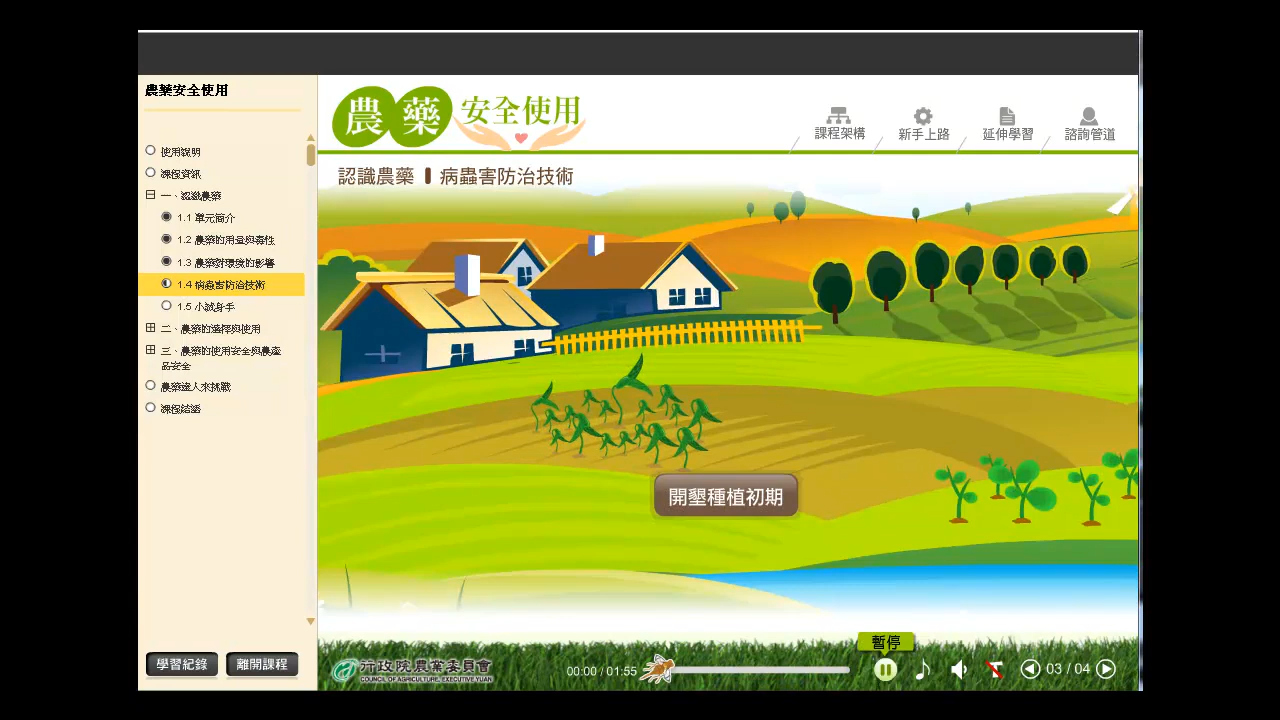 農藥安全使用
使用說明
課程資訊
一、認識農藥
1.1 單元簡介
1.2 農藥的用量與毒性
1.3 農藥對環境的影響
1.4 病蟲害防治技術
1.5 小試身手
二、農藥的選擇與使用
三、農藥的使用安全與農產
品安全
農藥達人來挑戰
課程結語
學習紀錄
離開課程
農藥 安全使用
課程架構
新手上路
延伸學習
諮詢管道
認識農藥 病蟲害防治技術
開墾種植初期
行政院農業委員會
COUNCIL OF AGRICULTURE, EXECUTIVE YUAN
00:00 / 01:55
暫停
03 / 04